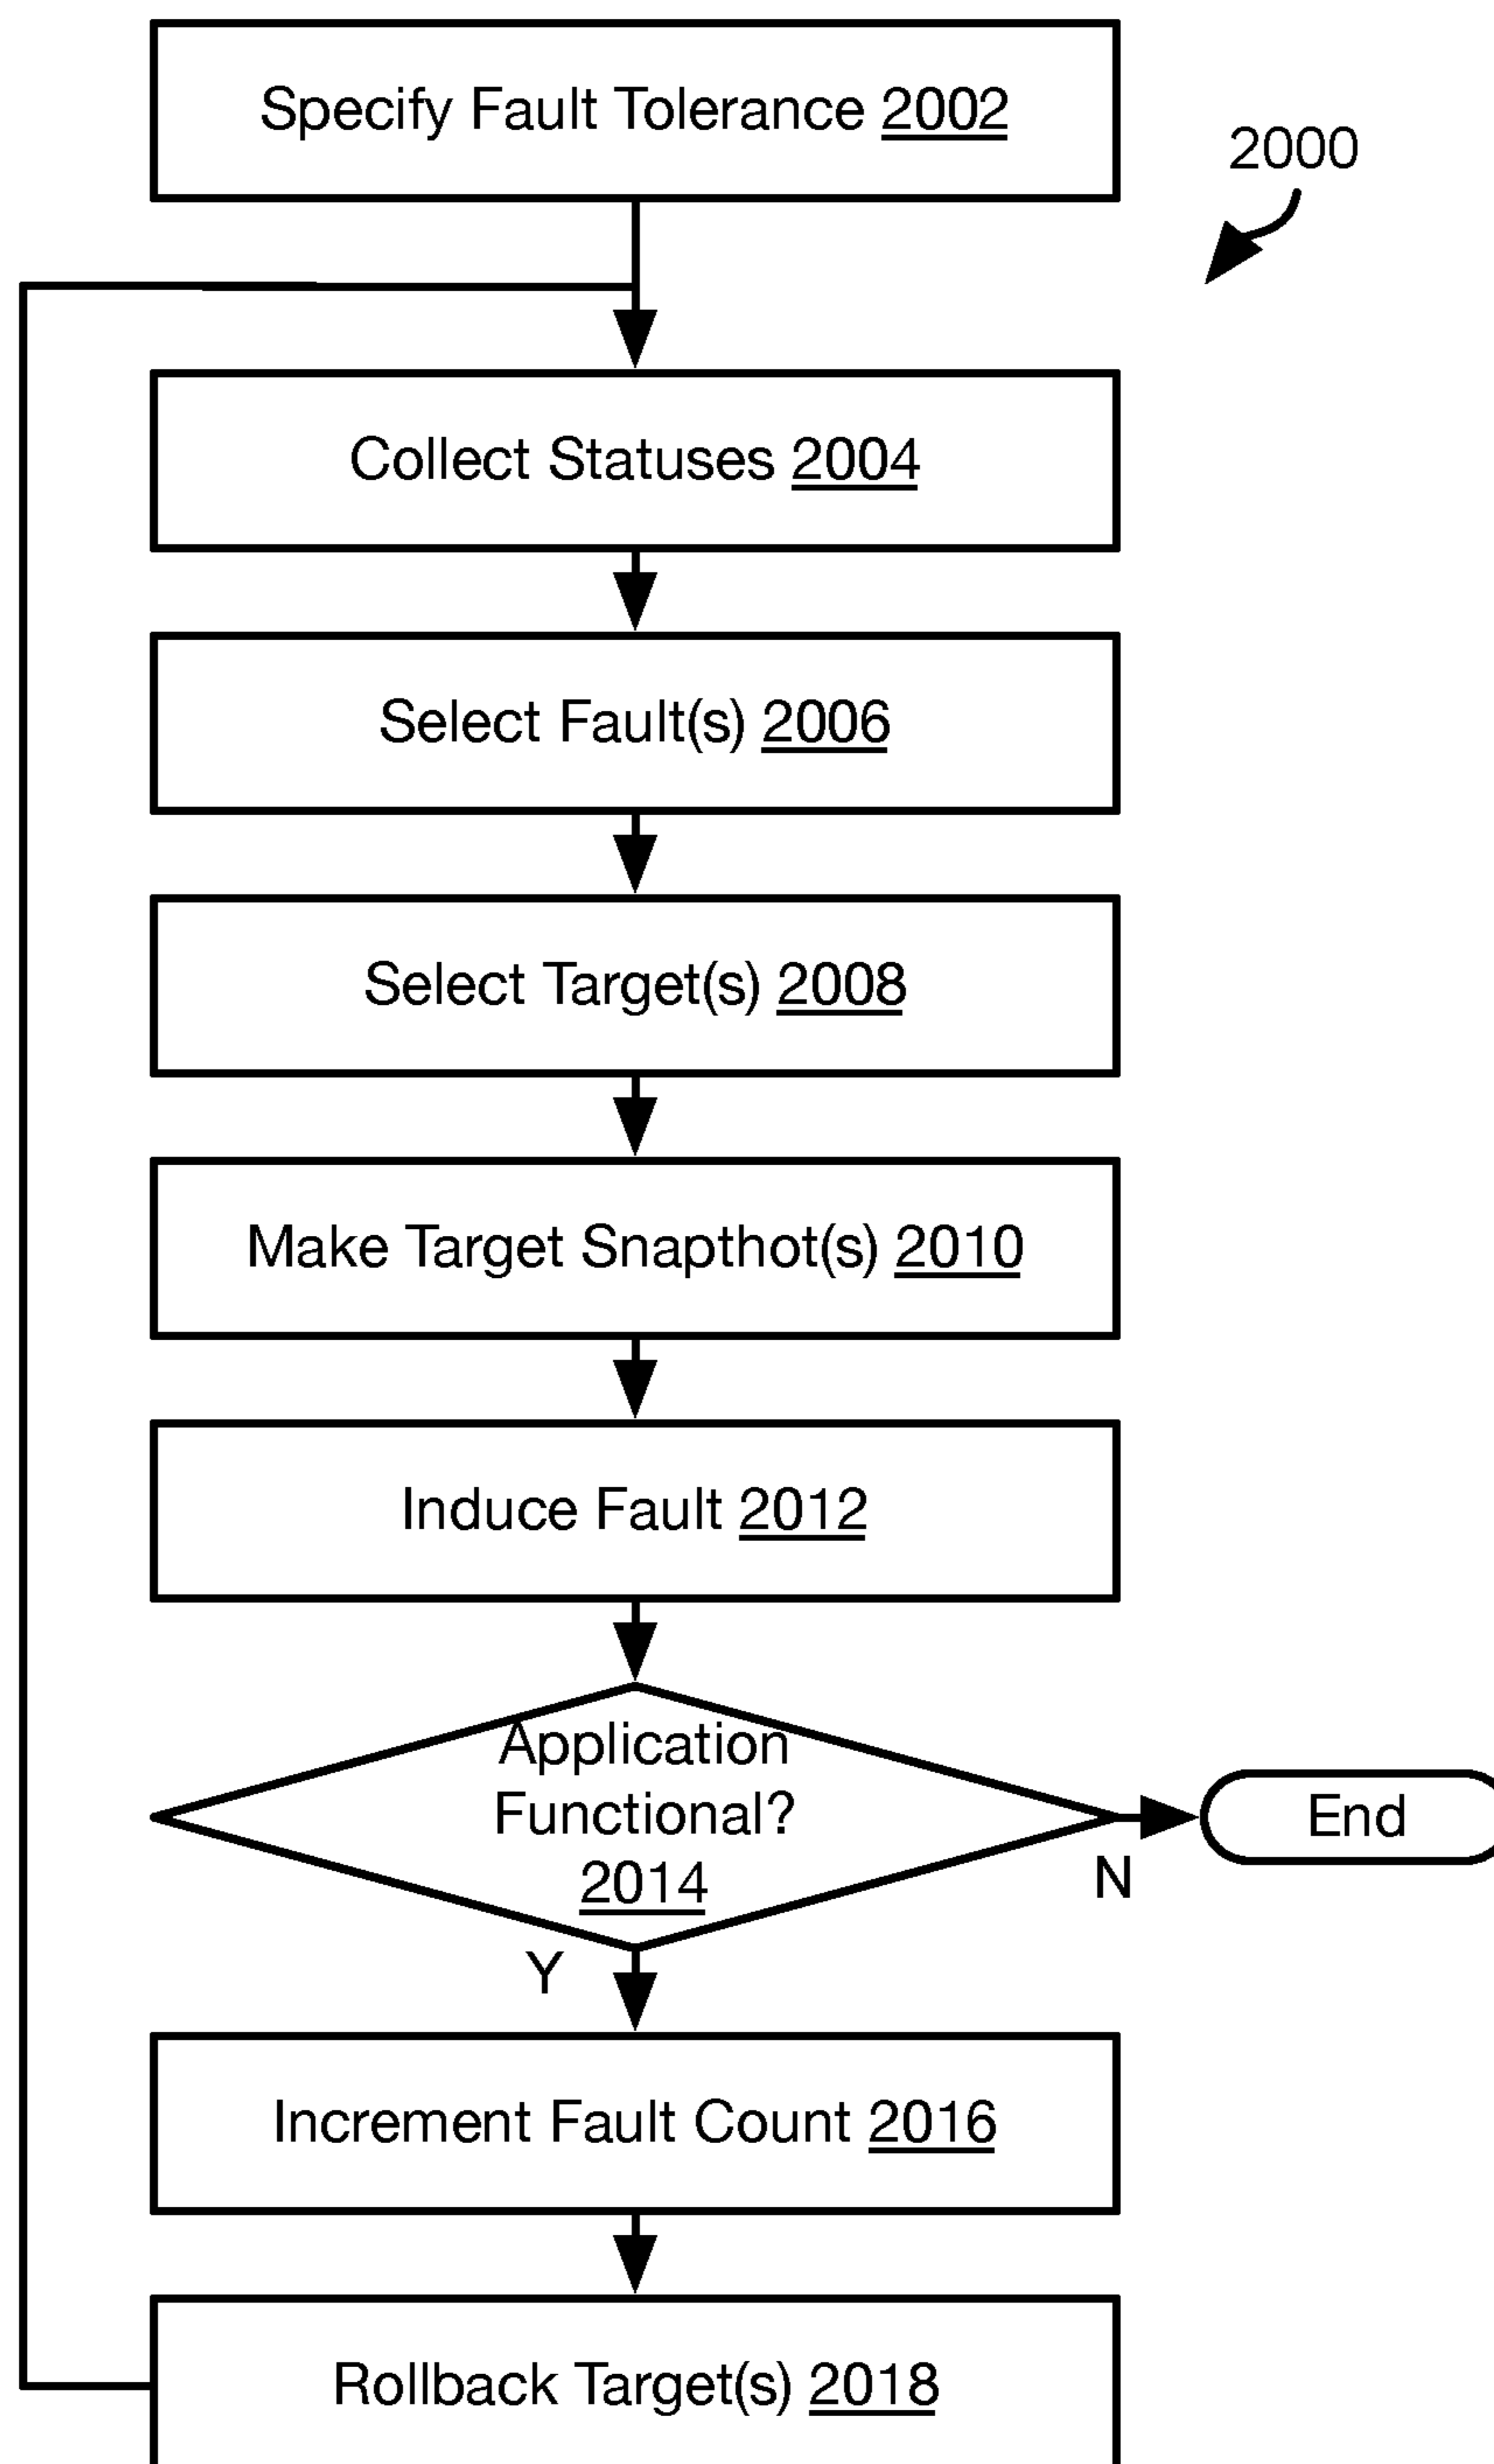 Specify Fault Tolerance 2002
2000
Collect Statuses 2004
Select Fault(s) 2006
Select Target(s) 2008
Make Target Snapthot(s) 2010
Induce Fault 2012
Application
Functional?
2014
End
N
Y
Increment Fault Count 2016
Rollback Target(s) 2018